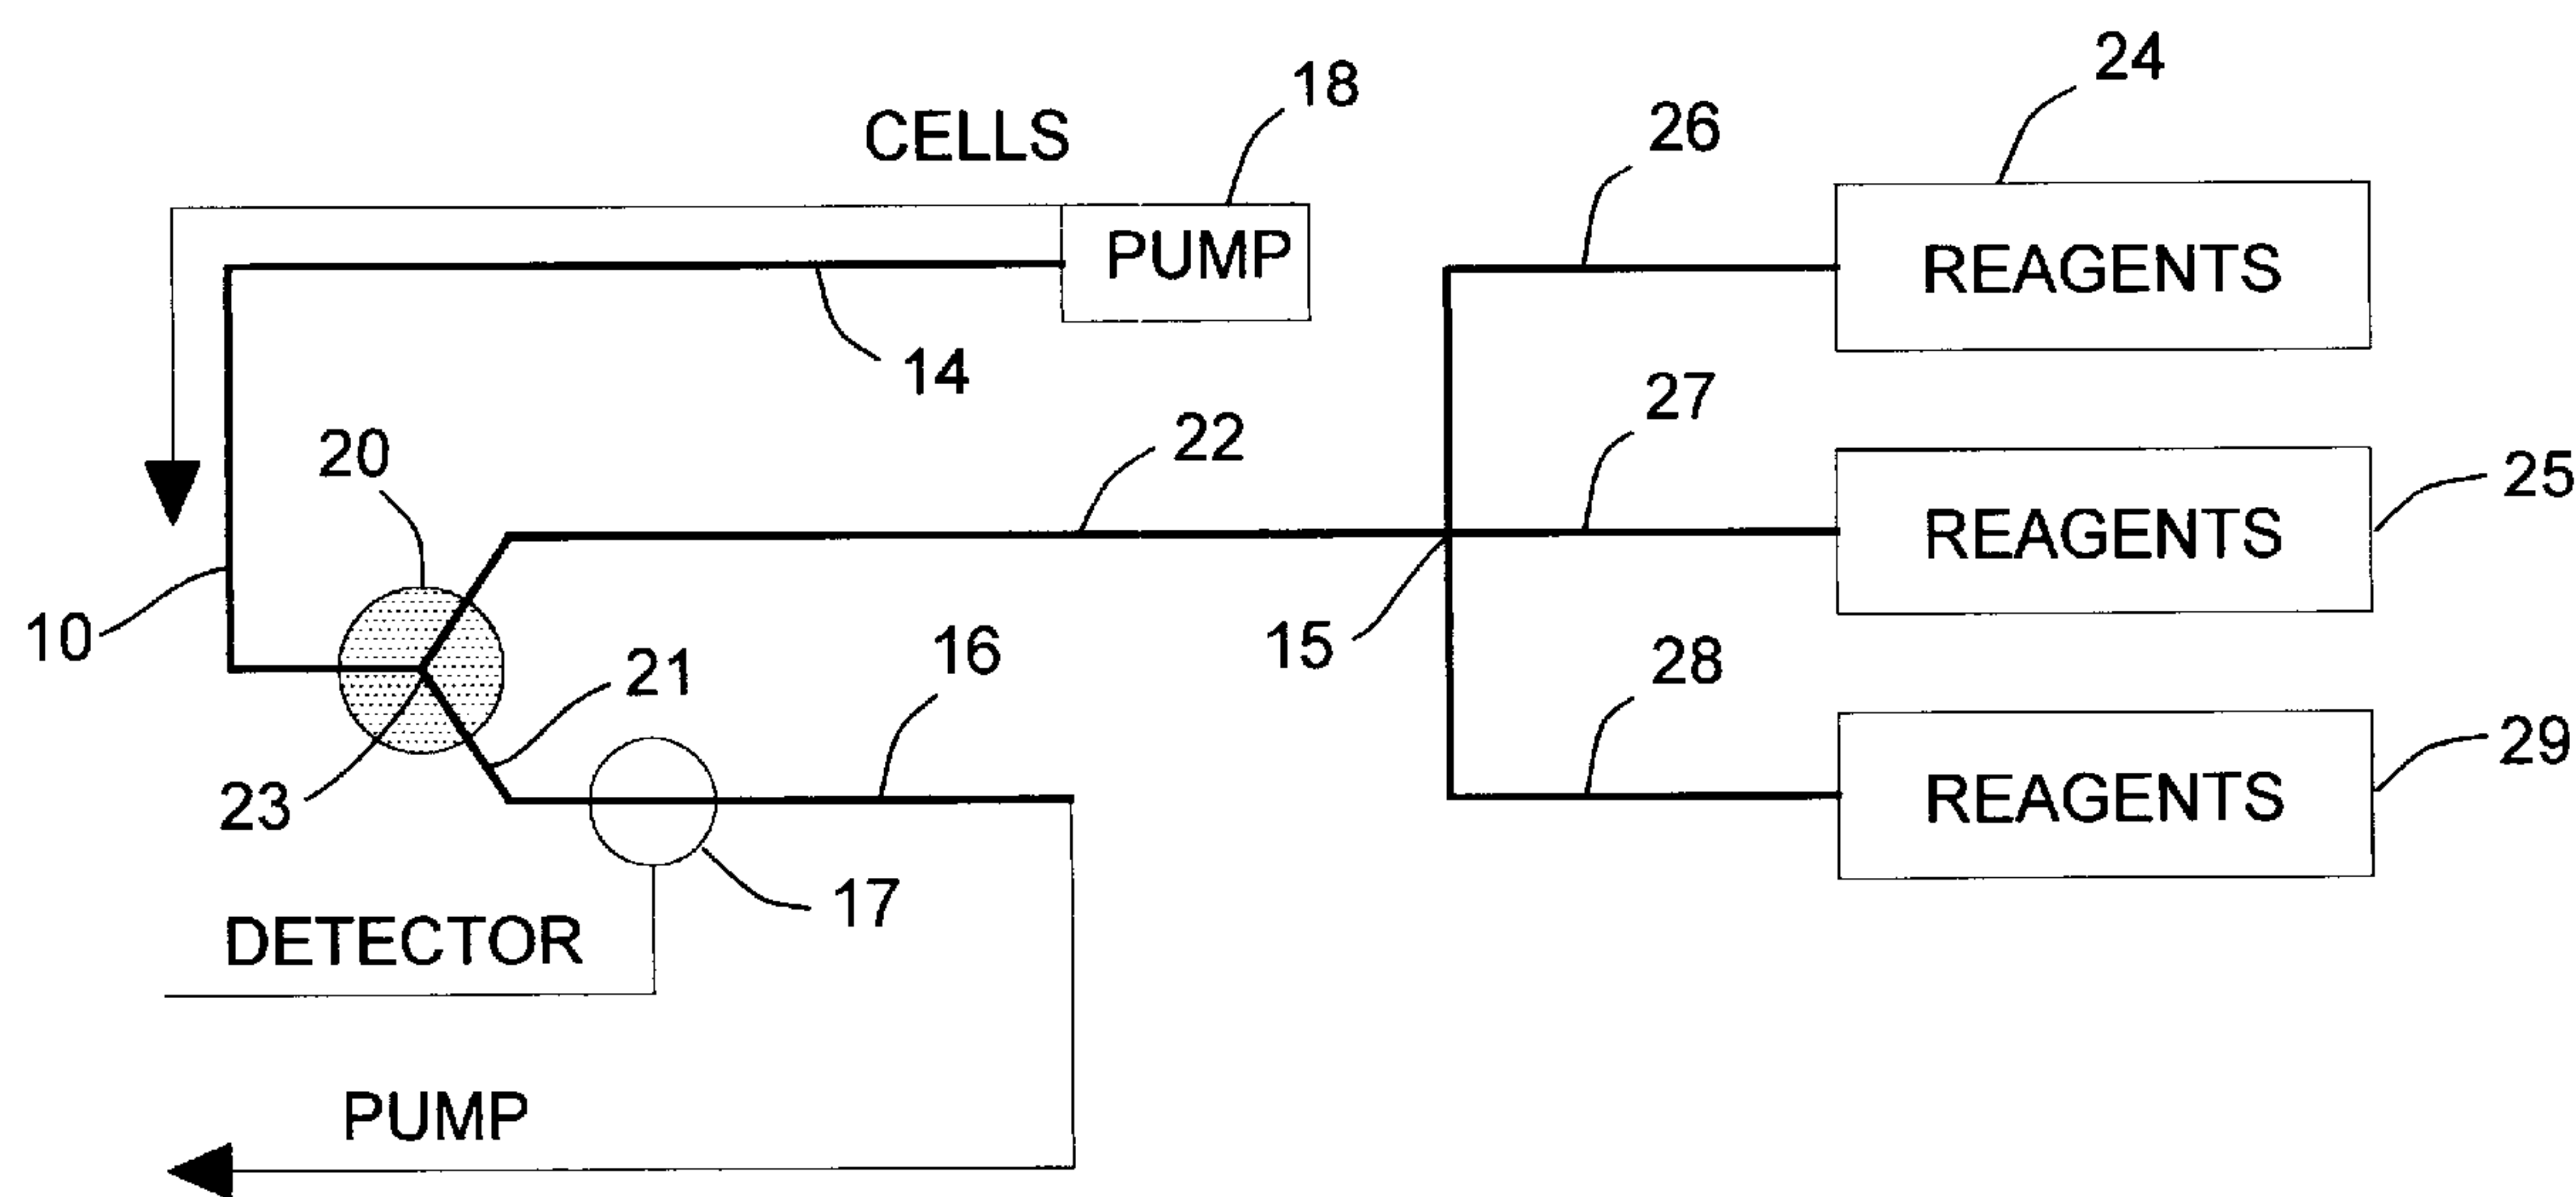 24
18
26
CELLS
PUMP
REAGENTS
14
27
22
20
25
REAGENTS
10
15
16
28
21
29
23
REAGENTS
17
DETECTOR
PUMP